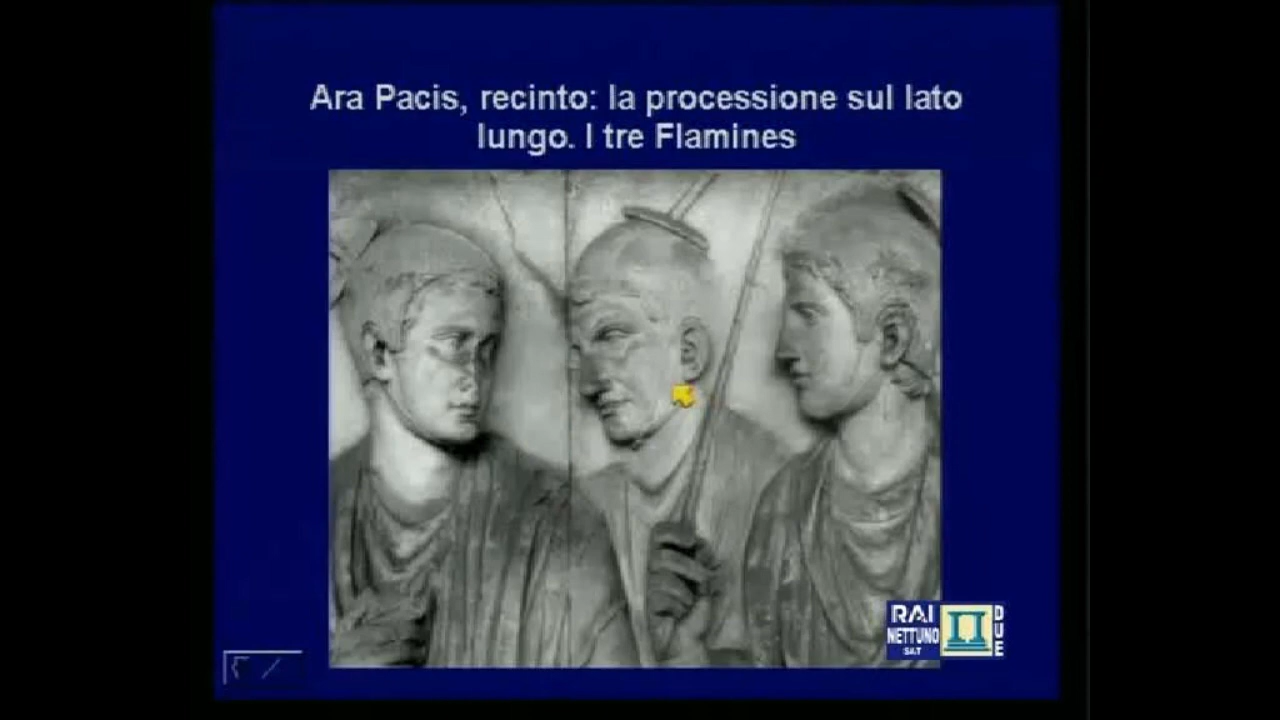 Ara Pacis, recinto: la processione sul lato
lungo. I tre Flamines
RAI
NETTUNO
SAT
DUE